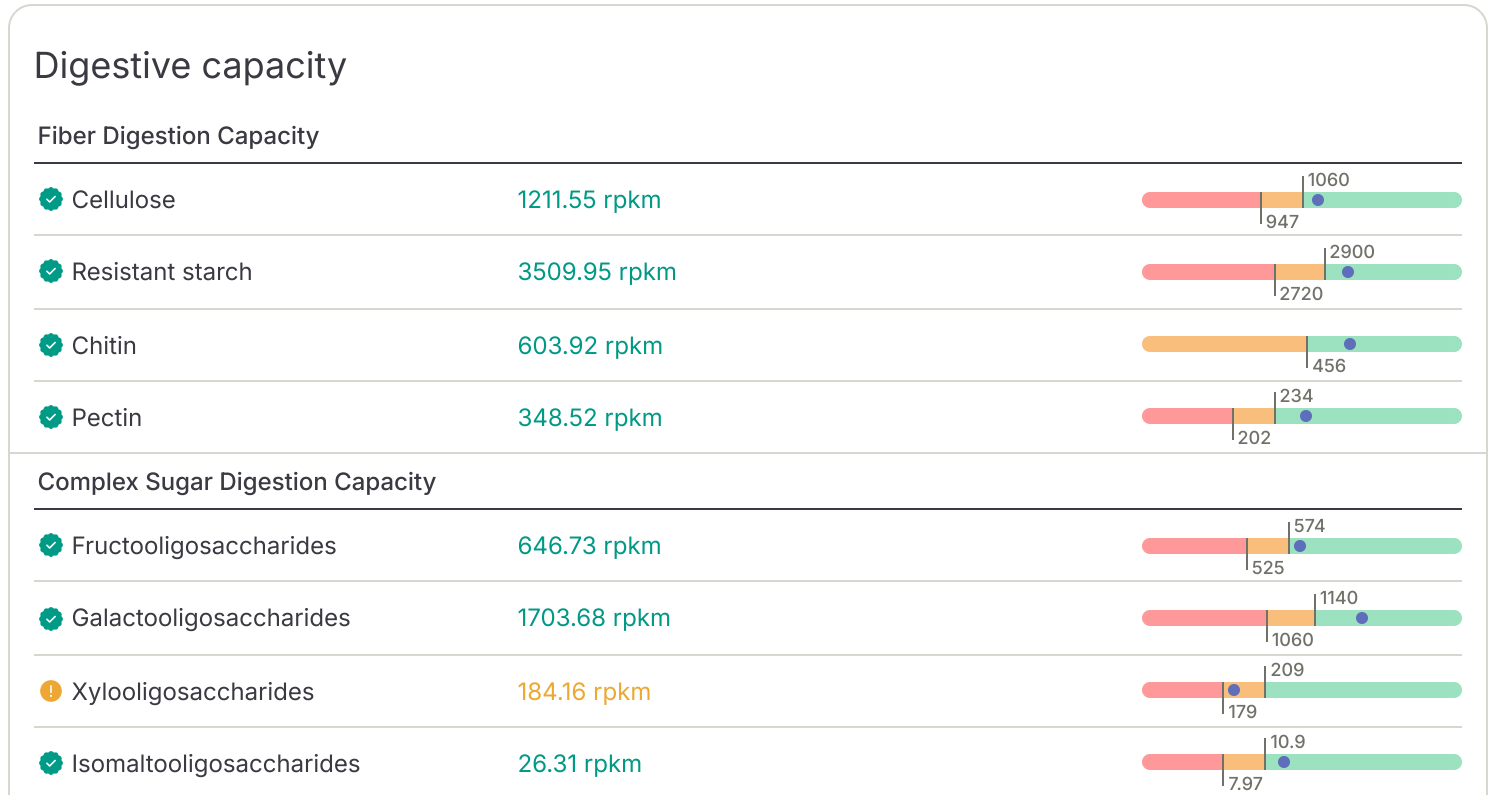 Digestive capacity
Fiber Digestion Capacity
Cellulose 1211.55 rpkm 1060
947
Resistant starch 3509.95 rpkm 2900
2720
Chitin 603.92 rpkm 456
Pectin 348.52 rpkm 234
202
Complex Sugar Digestion Capacity
Fructooligosaccharides 646.73 rpkm 574
525
Galactooligosaccharides 1703.68 rpkm 1140
1060
Xylooligosaccharides 184.16 rpkm 209
179
Isomaltooligosaccharides 26.31 rpkm 10.9
7.97